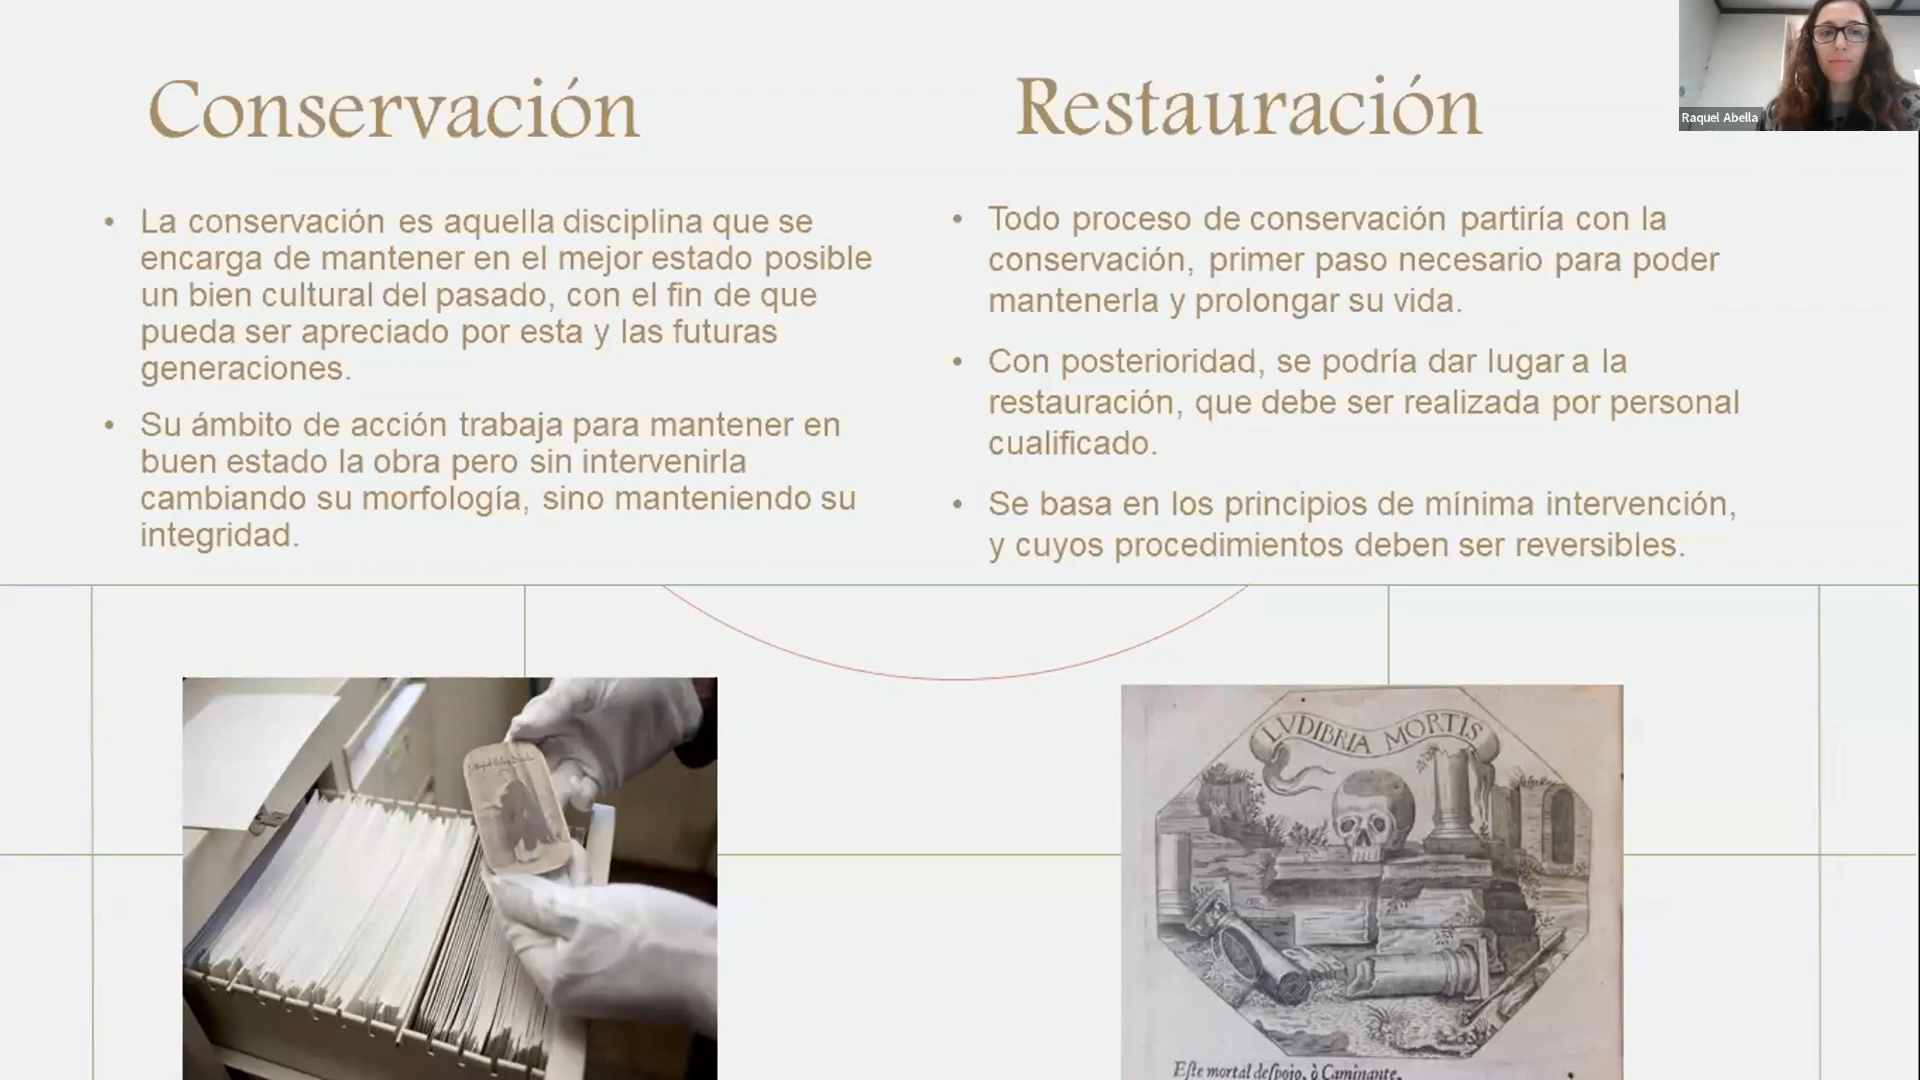 Conservación
La conservación es aquella disciplina que se
encarga de mantener en el mejor estado posible
un bien cultural del pasado, con el fin de que
pueda ser apreciado por esta y las futuras
generaciones.
Su ámbito de acción trabaja para mantener en
buen estado la obra pero sin intervenirla
cambiando su morfología, sino manteniendo su
integridad.
Restauración
Todo proceso de conservación partiría con la
conservación, primer paso necesario para poder
mantenerla y prolongar su vida.
Con posterioridad, se podría dar lugar a la
restauración, que debe ser realizada por personal
cualificado.
Se basa en los principios de mínima intervención,
y cuyos procedimientos deben ser reversibles.
Raquel Abella
LVDIBRIA MORTIS
Eſte mortal deſpojo, ò Caminante,